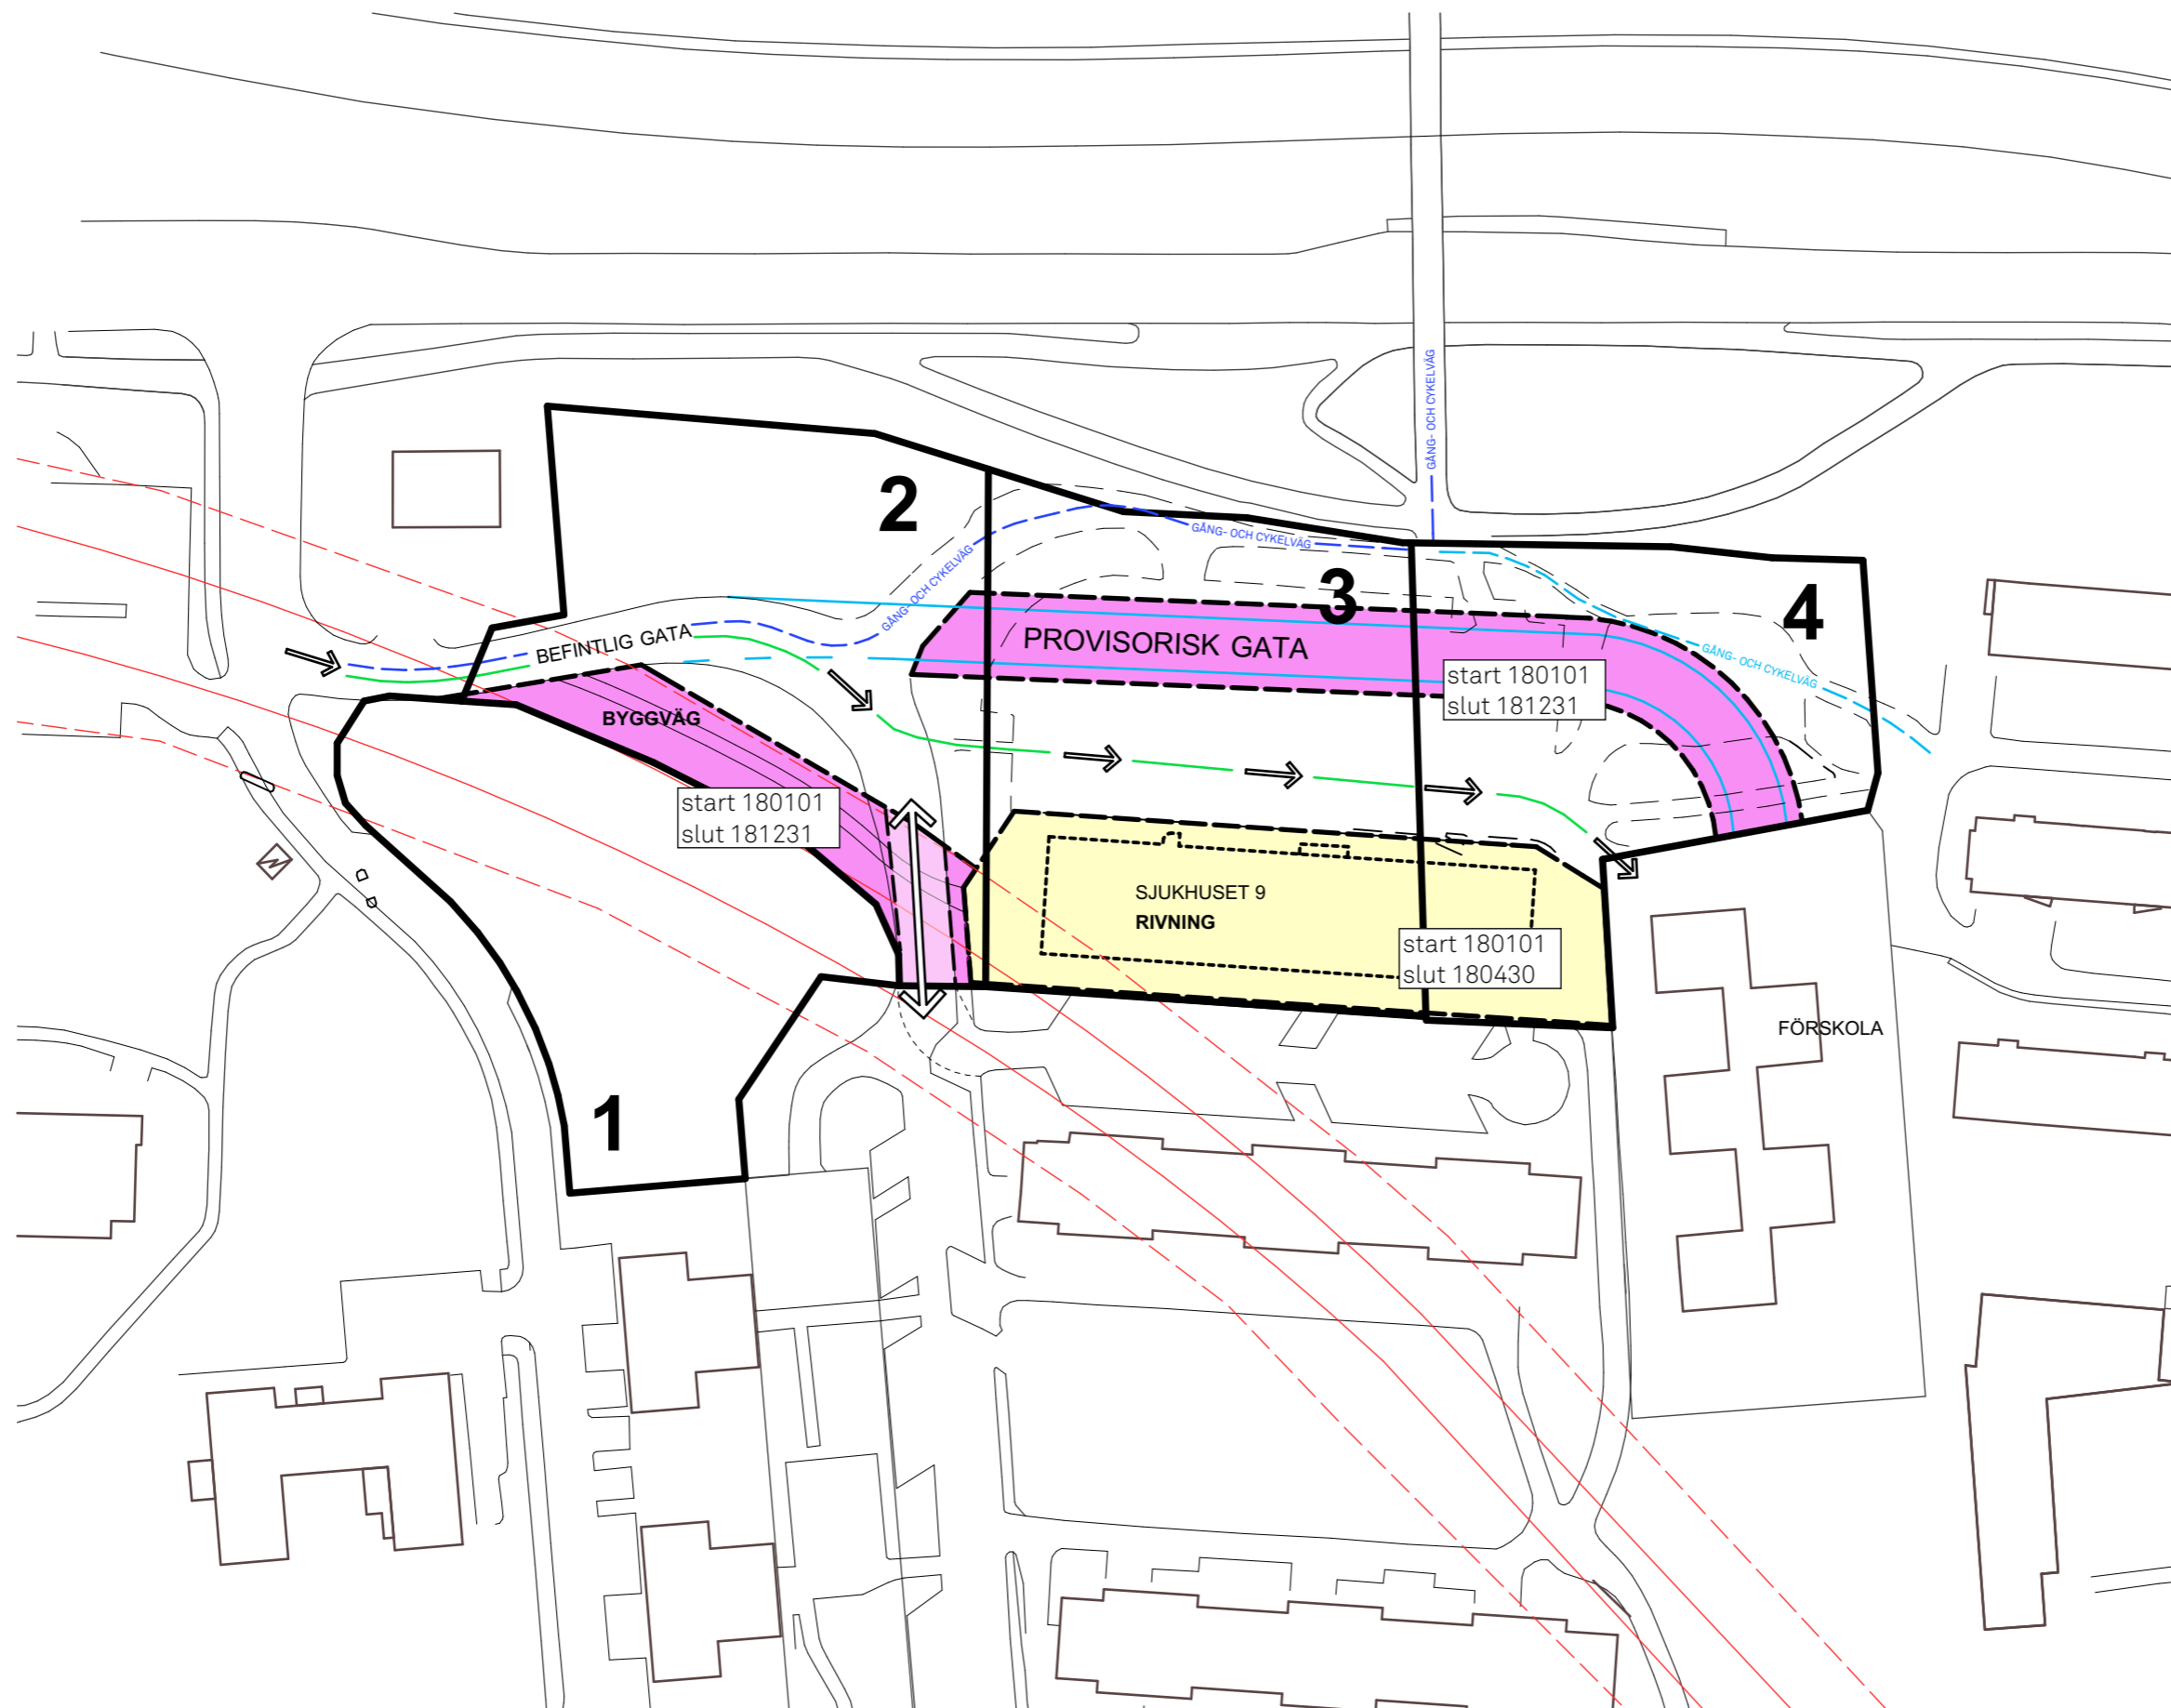 GÅNG- OCH CYKELVÄG
2
GÅNG- OCH CYKELVÄG
GÅNG- OCH CYKELVÄG
3
4
BEFINTLIG GATA
PROVISORISK GATA
GÅNG- OCH CYKELVÄG
start 180101
slut 181231
BYGGVÄG
start 180101
slut 181231
SJUKHUSET 9
RIVNING
start 180101
slut 180430
FÖRSKOLA
1